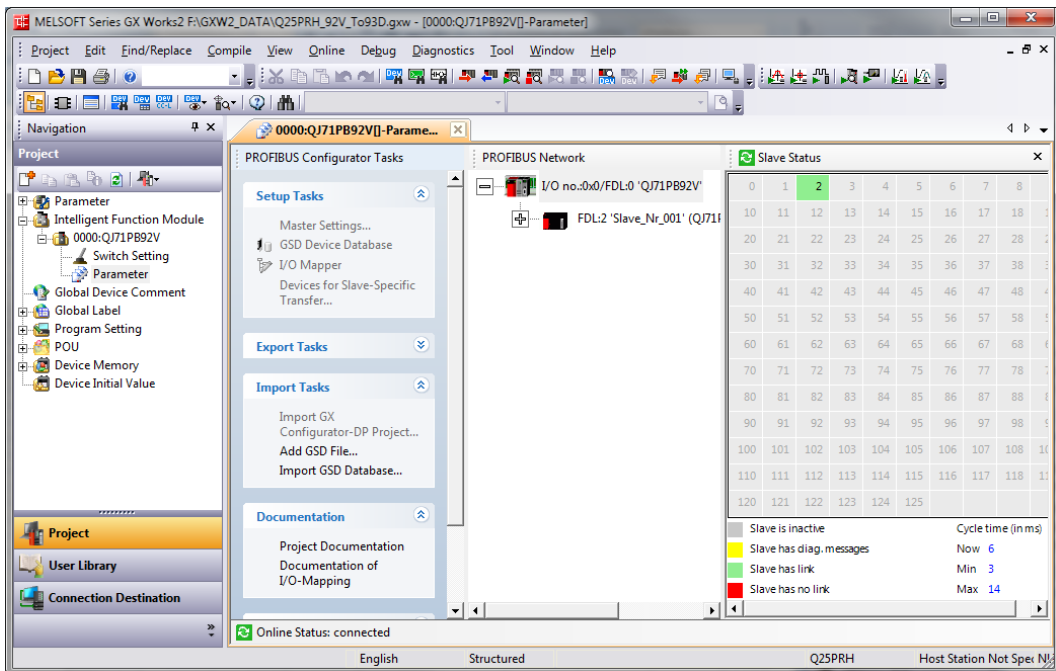 MELSOFT Series GX Works2 F:\GXW2_DATA\Q25PRH_92V_To93D.gxw - [0000:QJ71PB92V[]-Parameter]
Project Edit Find/Replace Compile View Online Debug Diagnostics Tool Window Help
Navigation
0000:QJ71PB92V[]-Parame...
Project
Parameter
Intelligent Function Module
0000:QJ71PB92V
Switch Setting
Parameter
Global Device Comment
Global Label
Program Setting
POU
Device Memory
Device Initial Value
Project
User Library
Connection Destination
PROFIBUS Configurator Tasks
Setup Tasks
Master Settings...
GSD Device Database
I/O Mapper
Devices for Slave-Specific
Transfer...
Export Tasks
Import Tasks
Import GX
Configurator-DP Project...
Add GSD File...
Import GSD Database...
Documentation
Project Documentation
Documentation of
I/O-Mapping
PROFIBUS Network
I/O no.:0x0/FDL:0 'QJ71PB92V'
FDL:2 'Slave_Nr_001' (QJ71F
Slave Status
0 1 2 3 4 5 6 7 8
10 11 12 13 14 15 16 17 18
20 21 22 23 24 25 26 27 28
30 31 32 33 34 35 36 37 38
40 41 42 43 44 45 46 47 48
50 51 52 53 54 55 56 57 58
60 61 62 63 64 65 66 67 68
70 71 72 73 74 75 76 77 78
80 81 82 83 84 85 86 87 88
90 91 92 93 94 95 96 97 98
100 101 102 103 104 105 106 107 108
110 111 112 113 114 115 116 117 118
120 121 122 123 124 125
Slave is inactive Cycle time (in ms)
Slave has diag. messages Now 6
Slave has link Min 3
Slave has no link Max 14
Online Status: connected
English Structured Q25PRH Host Station Not Spec